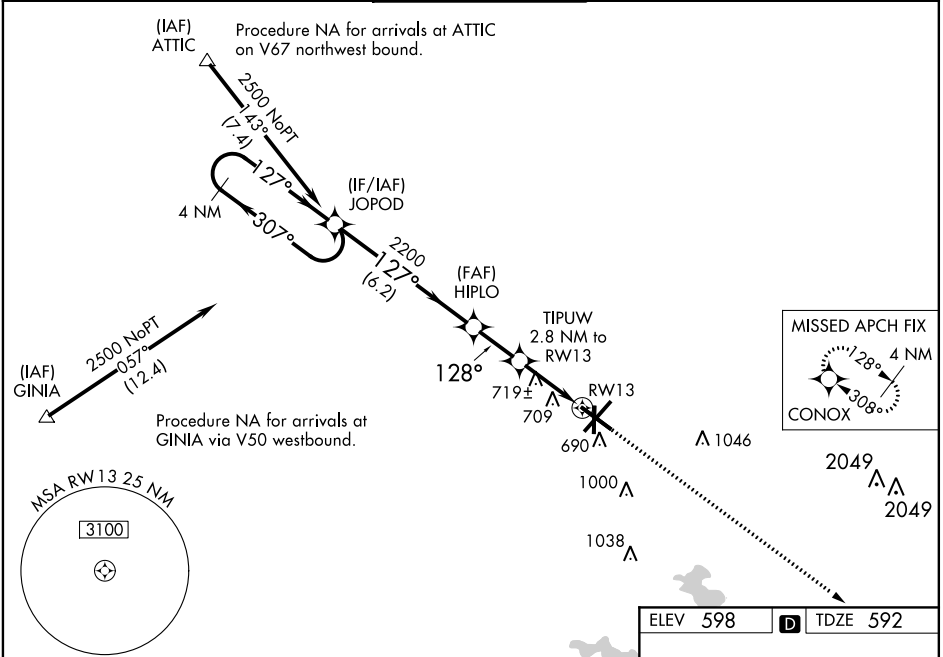 (IAF)
ATTIC
Procedure NA for arrivals at ATTIC
on V67 northwest bound.
2500 NoPT
143°
(7.4)
127°
307°
4 NM
(IF/IAF)
JOPOD
2200
127°
(6.2)
(FAF)
HIPLO
TIPUW
2.8 NM to
RW13
128°
719±
709
RW13
690
1046
1000
1038
2049
2049
MISSED APCH FIX
128°
4 NM
308°
CONOX
2500 NoPT
057°
(12.4)
(IAF)
GINIA
Procedure NA for arrivals at
GINIA via V50 westbound.
MSA RW13 25 NM
3100
ELEV 598 D TDZE 592